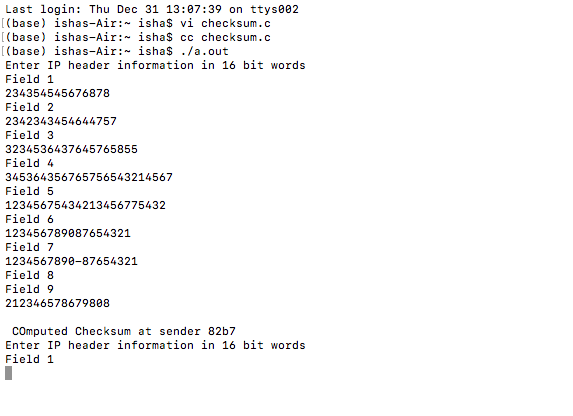 Last login: Thu Dec 31 13:07:39 on ttys002
[(base) ishas-Air:~ isha$ vi checksum.c
[(base) ishas-Air:~ isha$ cc checksum.c
[(base) ishas-Air:~ isha$ ./a.out
Enter IP header information in 16 bit words
Field 1
234354545676878
Field 2
2342343454644757
Field 3
3234536437645765855
Field 4
345364356765756543214567
Field 5
12345675434213456775432
Field 6
123456789087654321
Field 7
1234567890-87654321
Field 8
Field 9
212346578679808
COmputed Checksum at sender 82b7
Enter IP header information in 16 bit words
Field 1